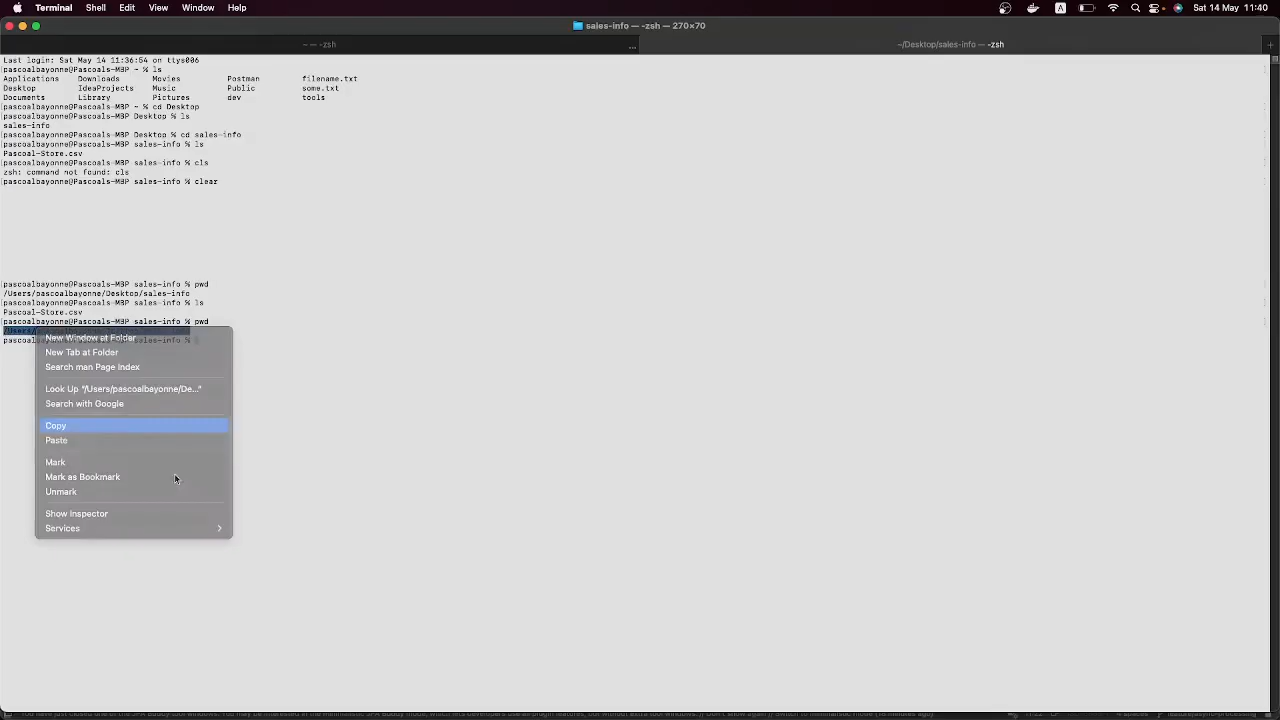 Terminal Shell Edit View Window Help A Sat 14 May 11:40
sales-info — -zsh — 270×70
~ — -zsh ... ~/Desktop/sales-info — -zsh +
Last login: Sat May 14 11:36:54 on ttys006
[pascoalbayonne@Pascoals-MBP ~ % ls
Applications Downloads Movies Postman filename.txt
Desktop IdeaProjects Music Public some.txt
Documents Library Pictures dev tools
[pascoalbayonne@Pascoals-MBP ~ % cd Desktop
[pascoalbayonne@Pascoals-MBP Desktop % ls
sales-info
[pascoalbayonne@Pascoals-MBP Desktop % cd sales-info
[pascoalbayonne@Pascoals-MBP sales-info % ls
Pascoal-Store.csv
[pascoalbayonne@Pascoals-MBP sales-info % cls
zsh: command not found: cls
[pascoalbayonne@Pascoals-MBP sales-info % clear
[pascoalbayonne@Pascoals-MBP sales-info % pwd
/Users/pascoalbayonne/Desktop/sales-info
[pascoalbayonne@Pascoals-MBP sales-info % ls
Pascoal-Store.csv
[pascoalbayonne@Pascoals-MBP sales-info % pwd
/Users/
New Window at Folder
New Tab at Folder
Search man Page Index
Look Up "/Users/pascoalbayonne/De..."
Search with Google
Copy
Paste
Mark
Mark as Bookmark
Unmark
Show Inspector
Services